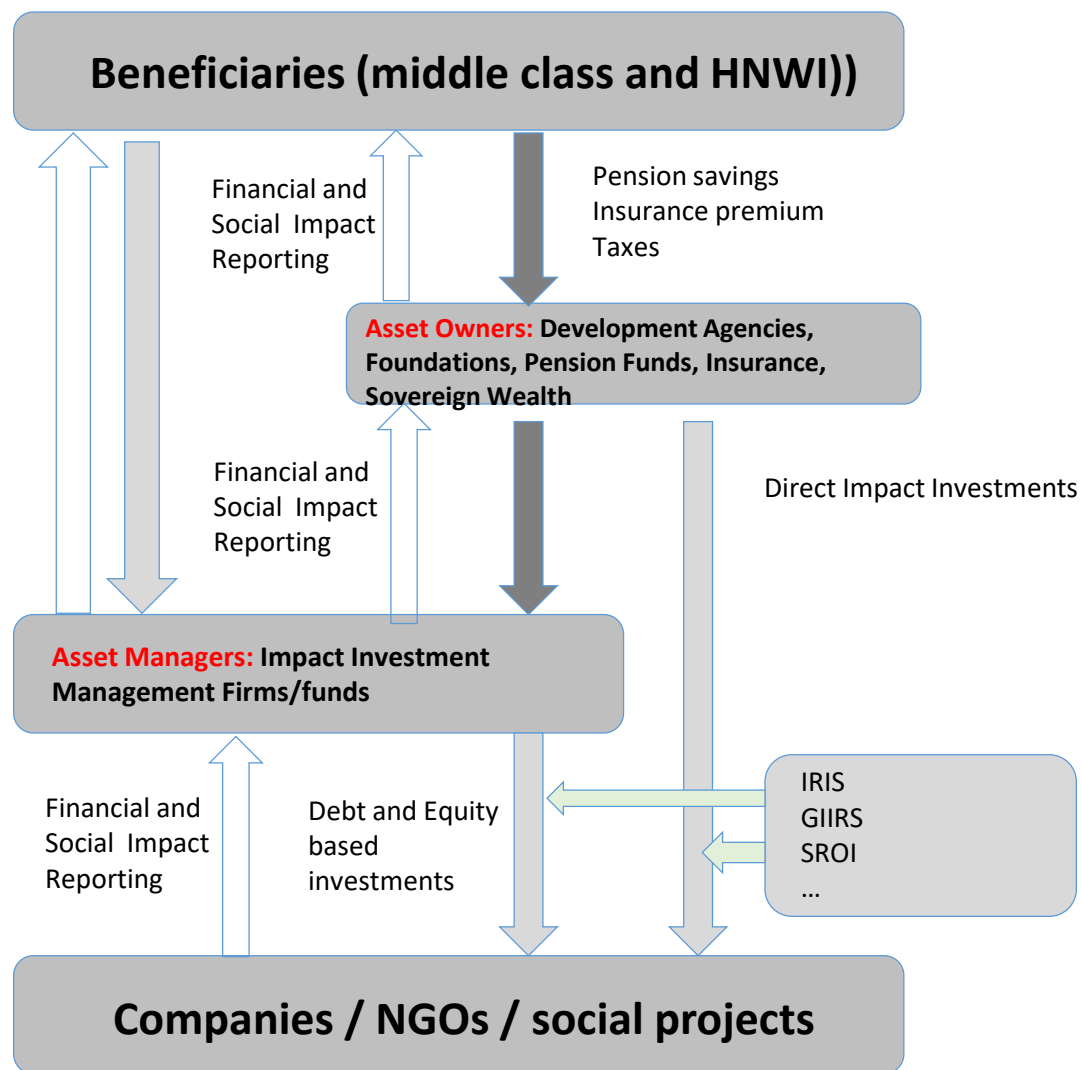 Beneficiaries (middle class and HNWI))
Financial and
Social Impact
Reporting
Pension savings
Insurance premium
Taxes
Asset Owners: Development Agencies,
Foundations, Pension Funds, Insurance,
Sovereign Wealth
Financial and
Social Impact
Reporting
Direct Impact Investments
Asset Managers: Impact Investment
Management Firms/funds
Financial and
Social Impact
Reporting
Debt and Equity
based
investments
IRIS
GIIRS
SROI
...
Companies / NGOs / social projects